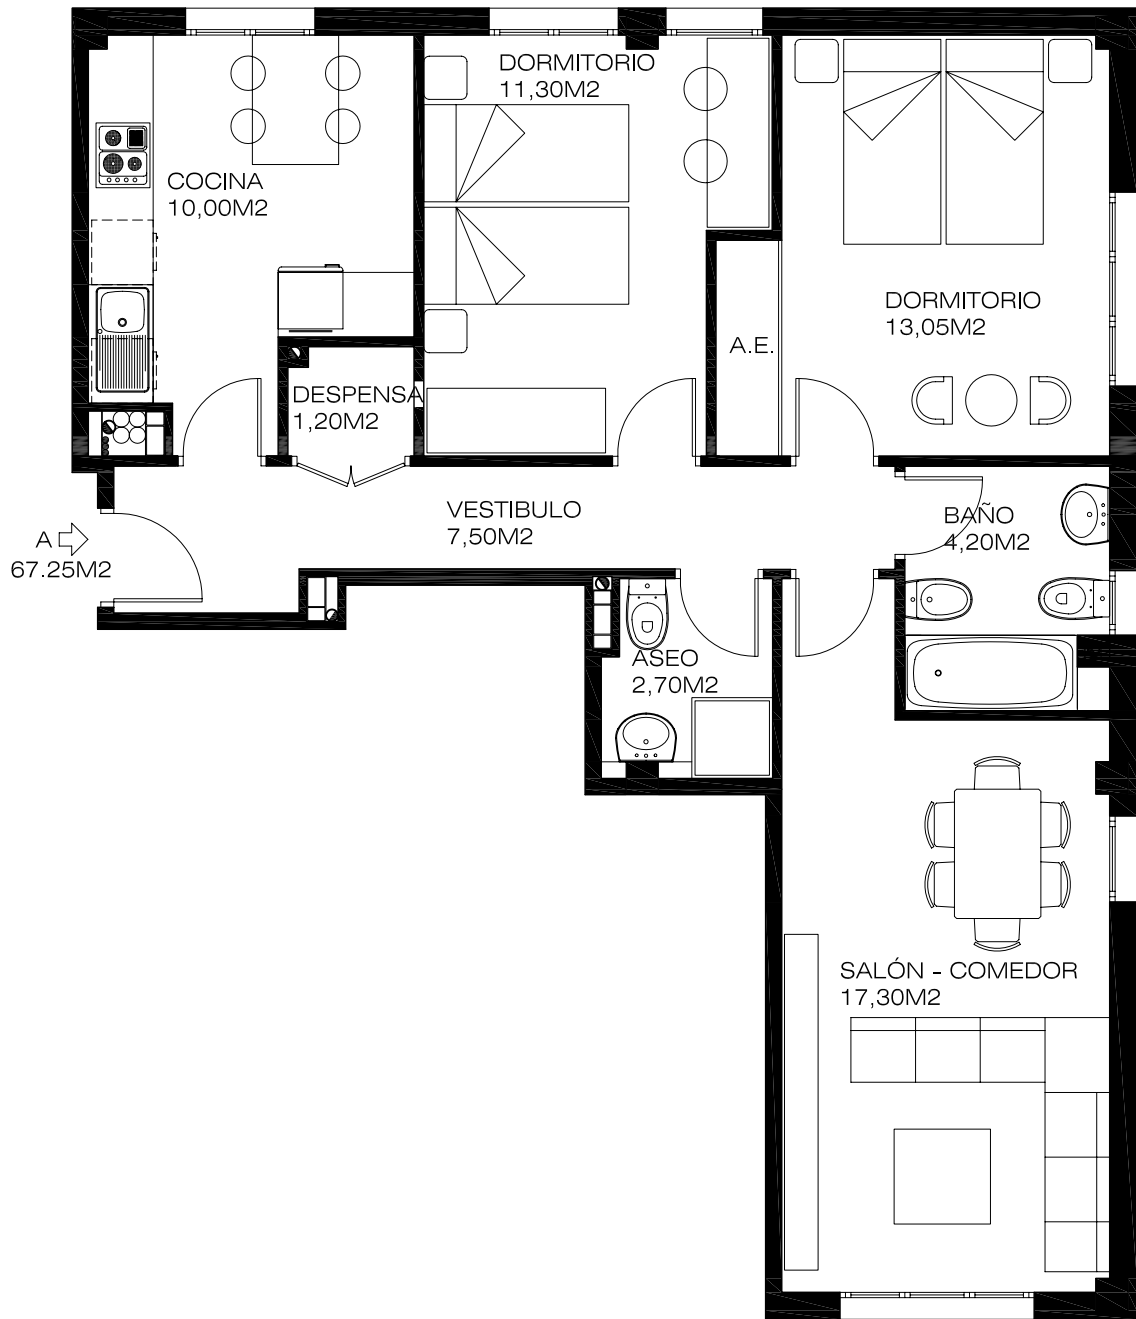 DORMITORIO
11,30M2
COCINA
10,00M2
DORMITORIO
13,05M2
A.E.
DESPENSA
1,20M2
VESTIBULO
7,50M2
BAÑO
4,20M2
A
67.25M2
ASEO
2,70M2
SALÓN - COMEDOR
17,30M2